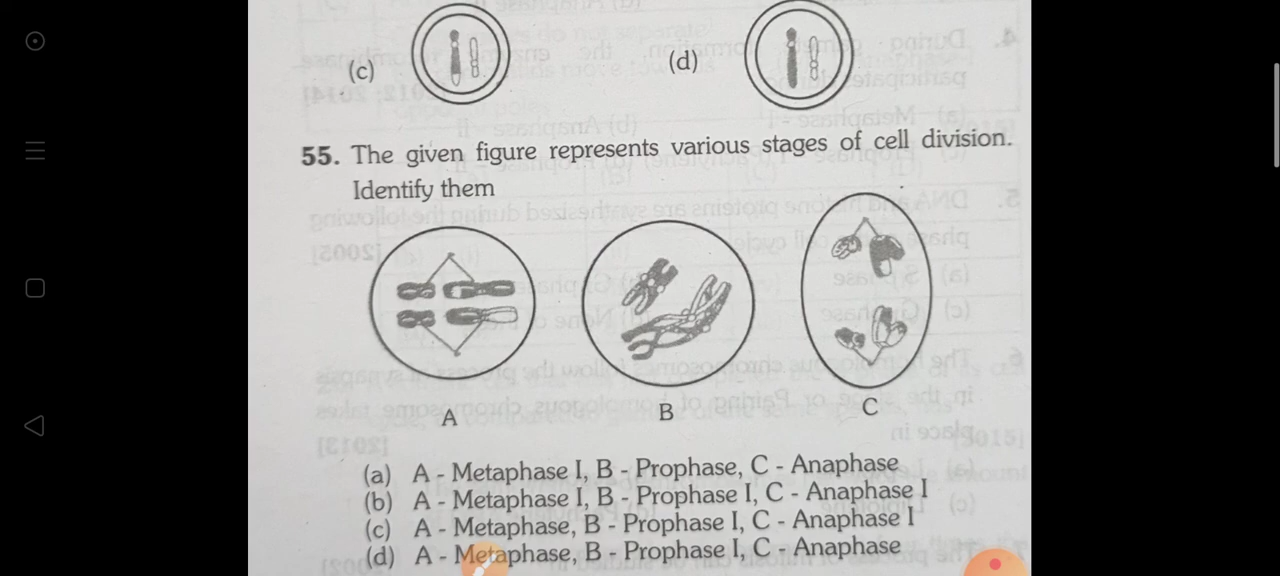 (c)
(d)
55. The given figure represents various stages of cell division.
Identify them
A
B
C
(a) A - Metaphase I, B - Prophase, C - Anaphase
(b) A - Metaphase I, B - Prophase I, C - Anaphase I
(c) A - Metaphase, B - Prophase I, C - Anaphase I
(d) A - Metaphase, B - Prophase I, C - Anaphase